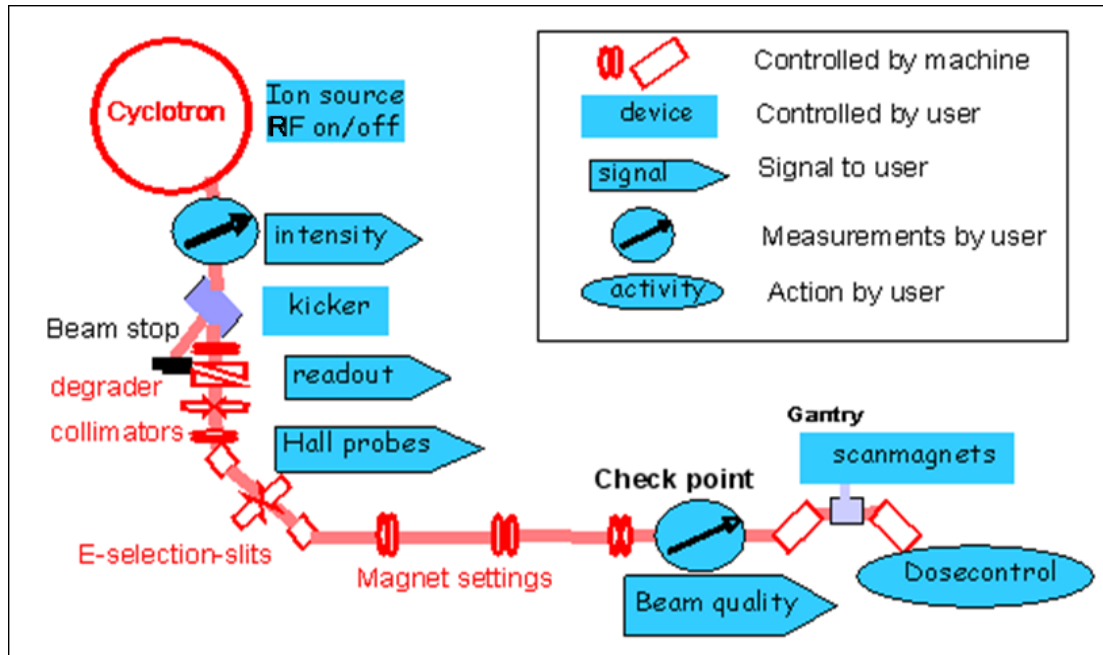 Cyclotron
Ion source
RF on/off
intensity
kicker
Beam stop
degrader
readout
collimators
Hall probes
E-selection-slits
Magnet settings
Check point
Beam quality
Gantry
scanmagnets
Dosecontrol
Controlled by machine
device
Controlled by user
signal
Signal to user
Measurements by user
activity
Action by user